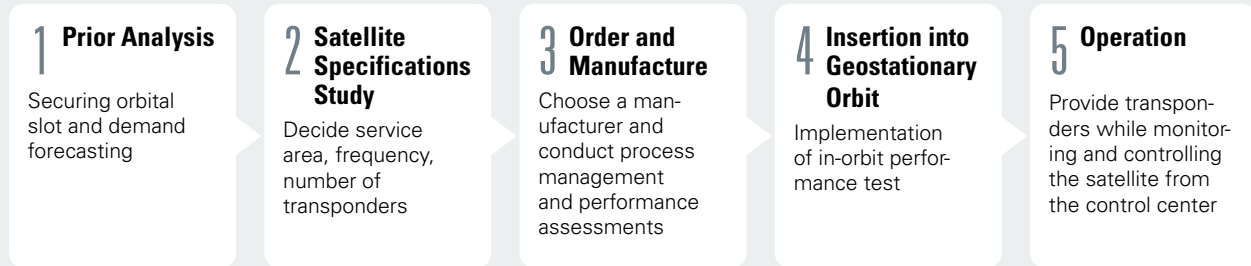 1 Prior Analysis
Securing orbital
slot and demand
forecasting
2 Satellite
Specifications
Study
Decide service
area, frequency,
number of
transponders
3 Order and
Manufacture
Choose a man-
ufacturer and
conduct process
management
and performance
assessments
4 Insertion into
Geostationary
Orbit
Implementation
of in-orbit perfor-
mance test
5 Operation
Provide transpon-
ders while monitor-
ing and controlling
the satellite from
the control center